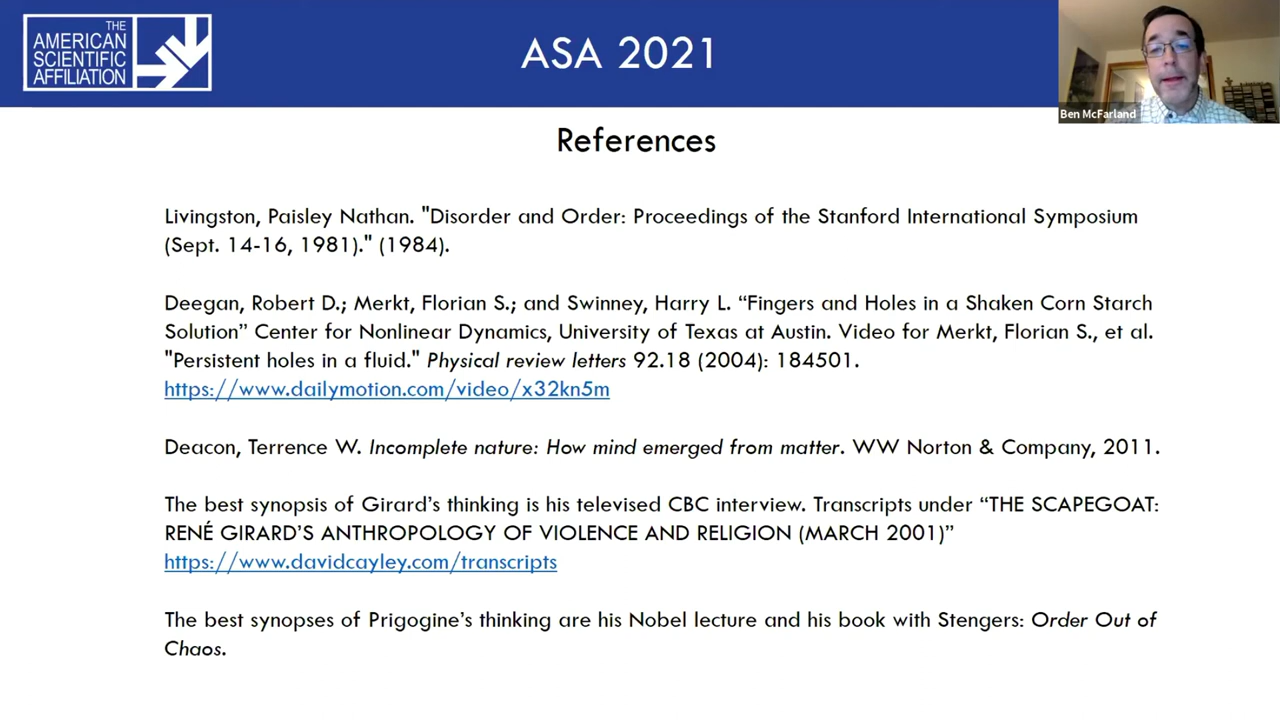 THE
AMERICAN
SCIENTIFIC
AFFILIATION
ASA 2021
Ben McFarland
References
Livingston, Paisley Nathan. "Disorder and Order: Proceedings of the Stanford International Symposium
(Sept. 14-16, 1981)." (1984).
Deegan, Robert D.; Merkt, Florian S.; and Swinney, Harry L. “Fingers and Holes in a Shaken Corn Starch
Solution” Center for Nonlinear Dynamics, University of Texas at Austin. Video for Merkt, Florian S., et al.
"Persistent holes in a fluid." Physical review letters 92.18 (2004): 184501.
https://www.dailymotion.com/video/x32kn5m
Deacon, Terrence W. Incomplete nature: How mind emerged from matter. WW Norton & Company, 2011.
The best synopsis of Girard’s thinking is his televised CBC interview. Transcripts under “THE SCAPEGOAT:
RENÉ GIRARD’S ANTHROPOLOGY OF VIOLENCE AND RELIGION (MARCH 2001)”
https://www.davidcayley.com/transcripts
The best synopses of Prigogine’s thinking are his Nobel lecture and his book with Stengers: Order Out of
Chaos.